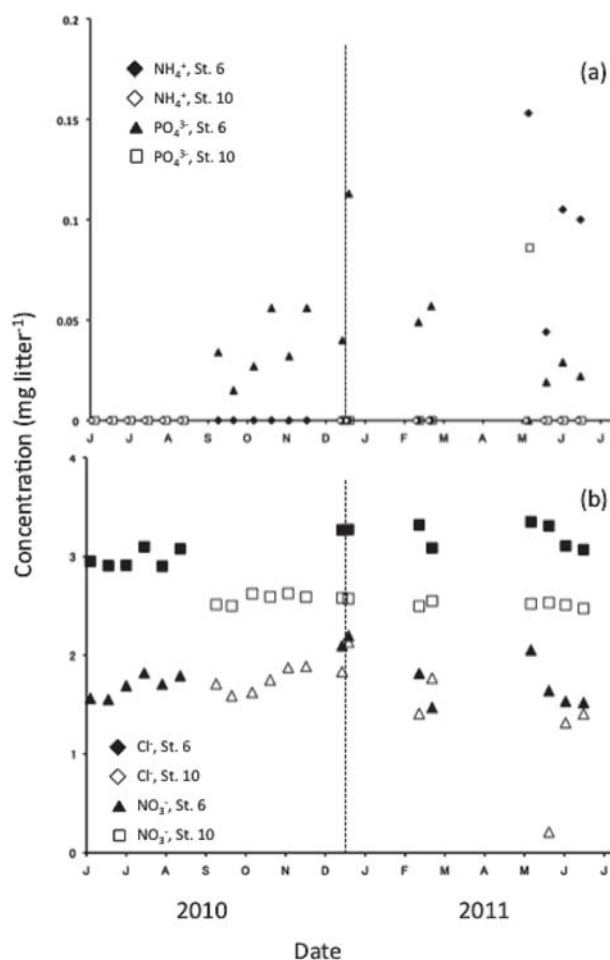 0.2
(a)
NH₄⁺, St. 6
NH₄⁺, St. 10
PO₄³⁻, St. 6
PO₄³⁻, St. 10
0.15
0.1
0.05
0
J J A S O N D J F M A M J J
Concentration (mg litter⁻¹)
4
(b)
3
2
1
Cl⁻, St. 6
Cl⁻, St. 10
NO₃⁻, St. 6
NO₃⁻, St. 10
0
J J A S O N D J F M A M J J
2010 2011
Date